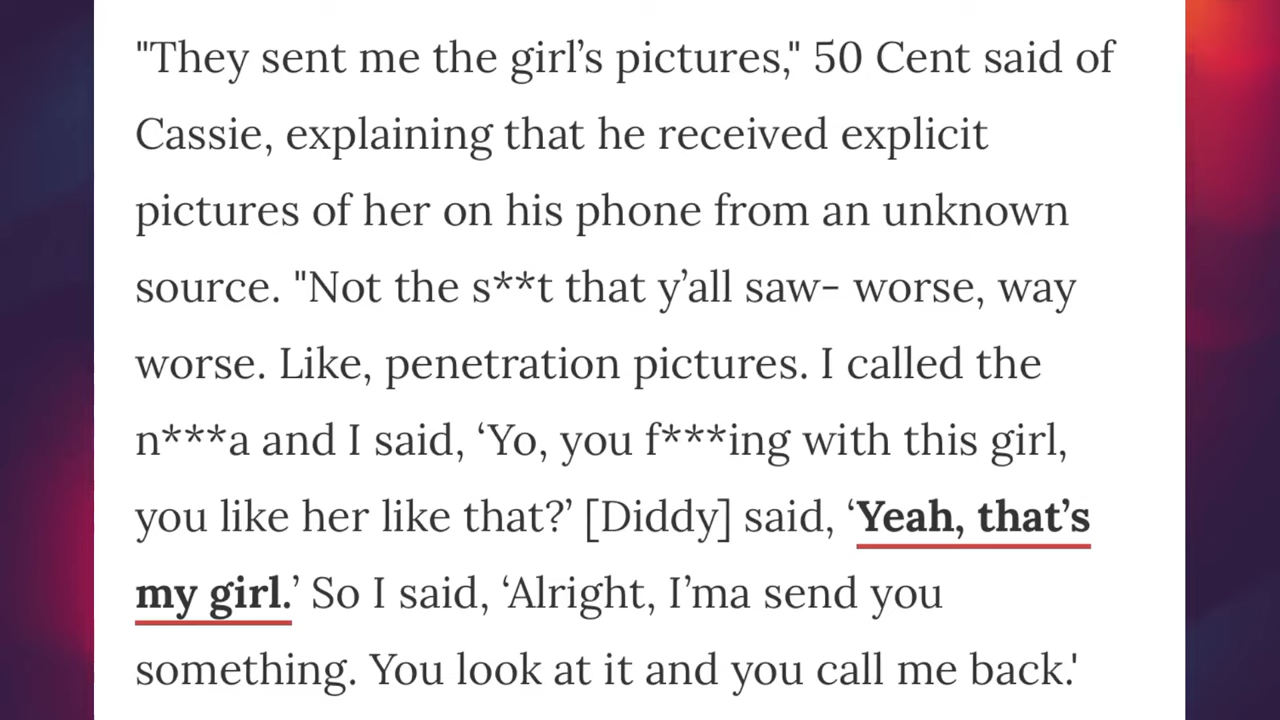 "They sent me the girl’s pictures," 50 Cent said of
Cassie, explaining that he received explicit
pictures of her on his phone from an unknown
source. "Not the s**t that y’all saw- worse, way
worse. Like, penetration pictures. I called the
n***a and I said, ‘Yo, you f***ing with this girl,
you like her like that?’ [Diddy] said, ‘Yeah, that’s
my girl.’ So I said, ‘Alright, I’ma send you
something. You look at it and you call me back.'